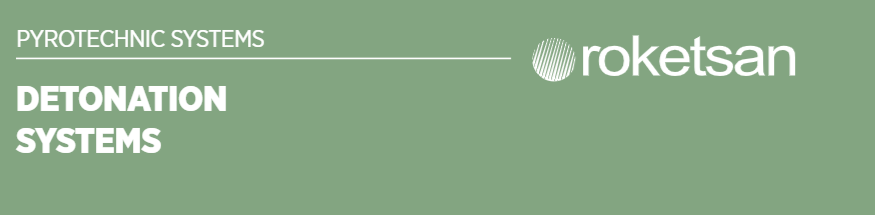 PYROTECHNIC SYSTEMS
roketsan
DETONATION
SYSTEMS